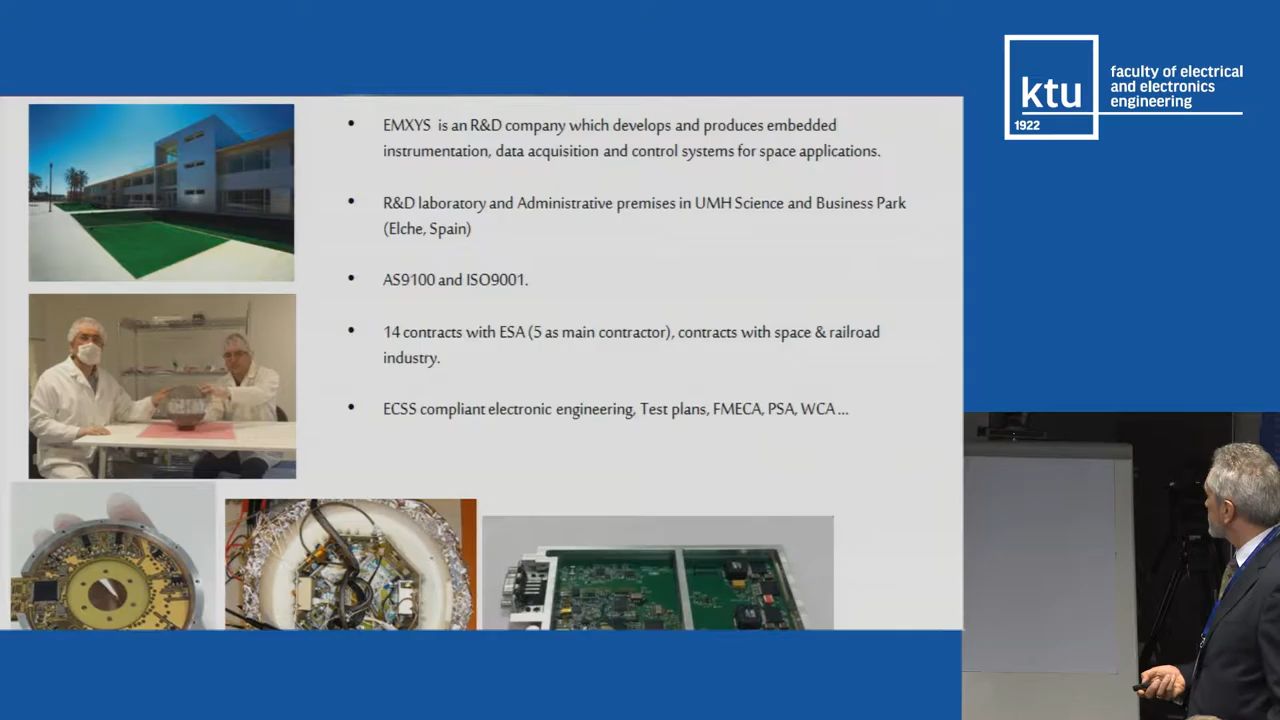 ktu
1922
faculty of electrical
and electronics
engineering
• EMXYS is an R&D company which develops and produces embedded
instrumentation, data acquisition and control systems for space applications.
• R&D laboratory and Administrative premises in UMH Science and Business Park
(Elche, Spain)
• AS9100 and ISO9001.
• 14 contracts with ESA (5 as main contractor), contracts with space & railroad
industry.
• ECSS compliant electronic engineering, Test plans, FMECA, PSA, WCA ...